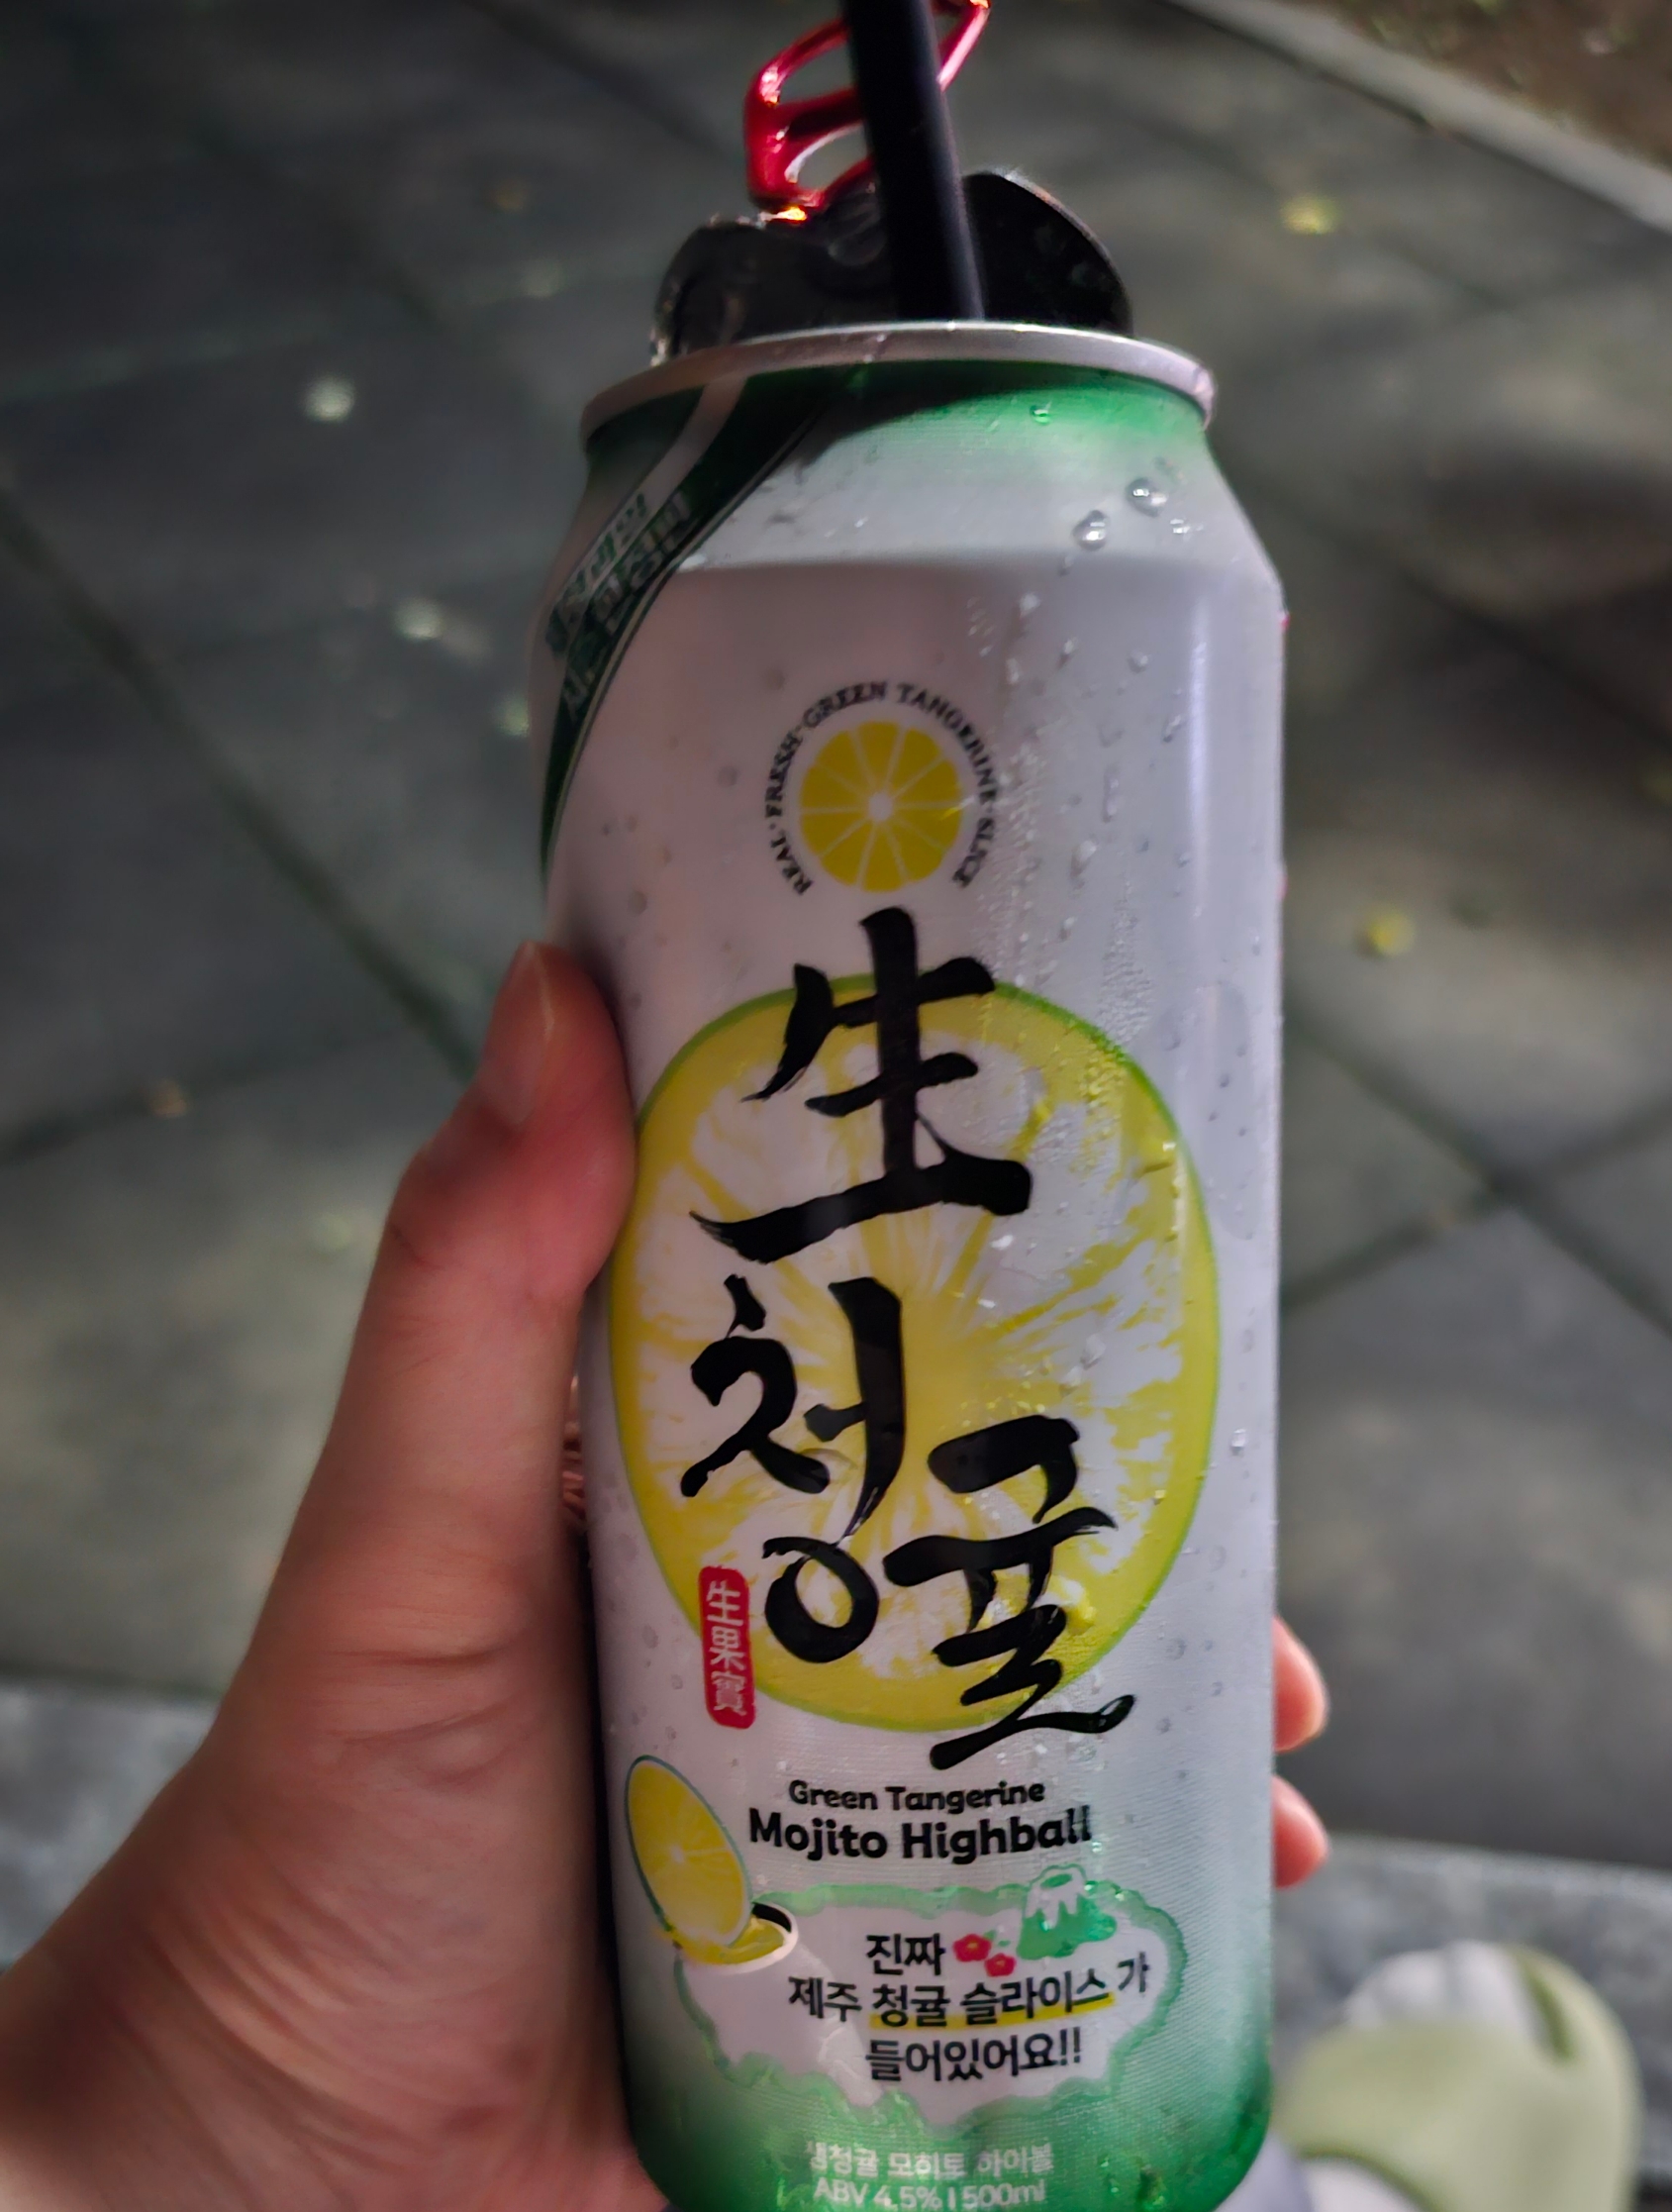 REAL · FRESH · GREEN TANGERINE · SLICE
生
청귤
生果實
Green Tangerine
Mojito Highball
진짜
제주 청귤 슬라이스가
들어있어요!!
생청귤 모히토 하이볼
ABV 4.5% | 500ml